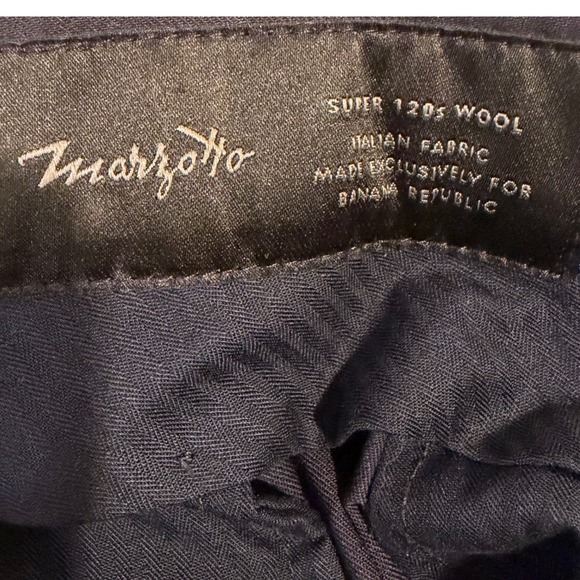 Marzotto
SUPER 120s WOOL
ITALIAN FABRIC
MADE EXCLUSIVELY FOR
BANANA REPUBLIC